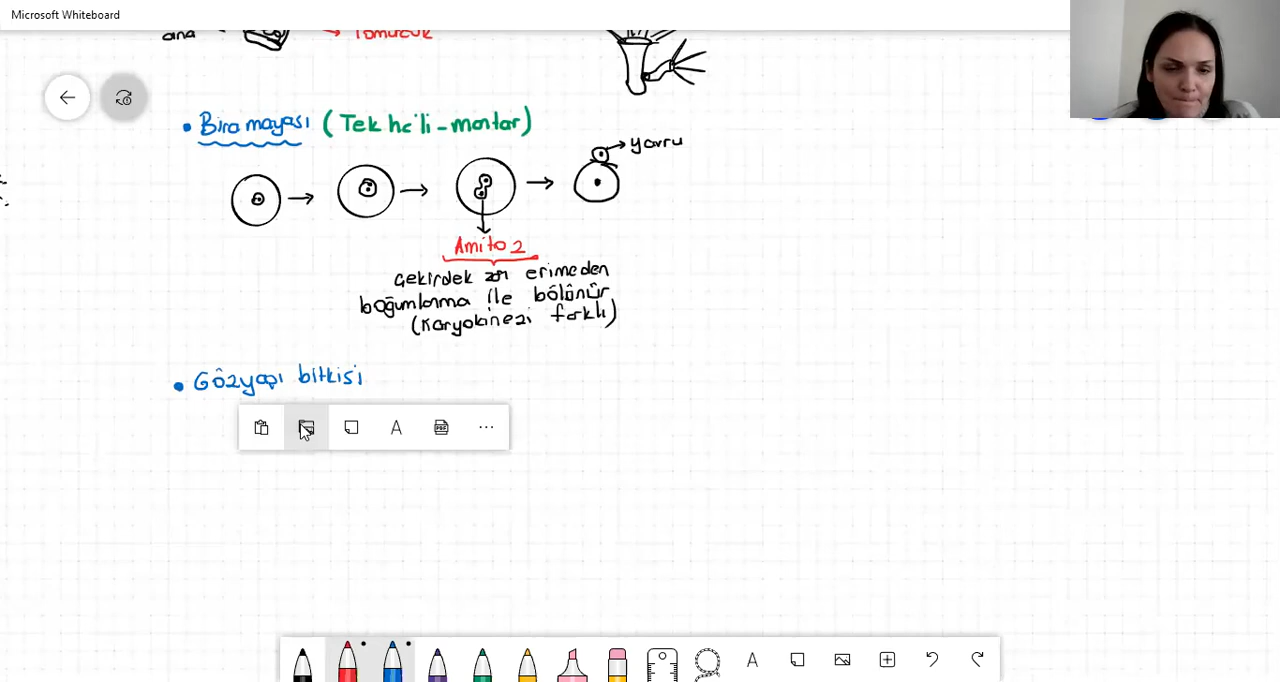 Microsoft Whiteboard
ana
→ Tomurcuk
• Bira mayası (Tek hc'li - mantar)
→ yavru
Amitoz
Çekirdek zarı erimeden
boğumlanma ile bölünür
(Karyokinezi farklı)
• Gözyaşı bitkisi
A
PDF
...
A